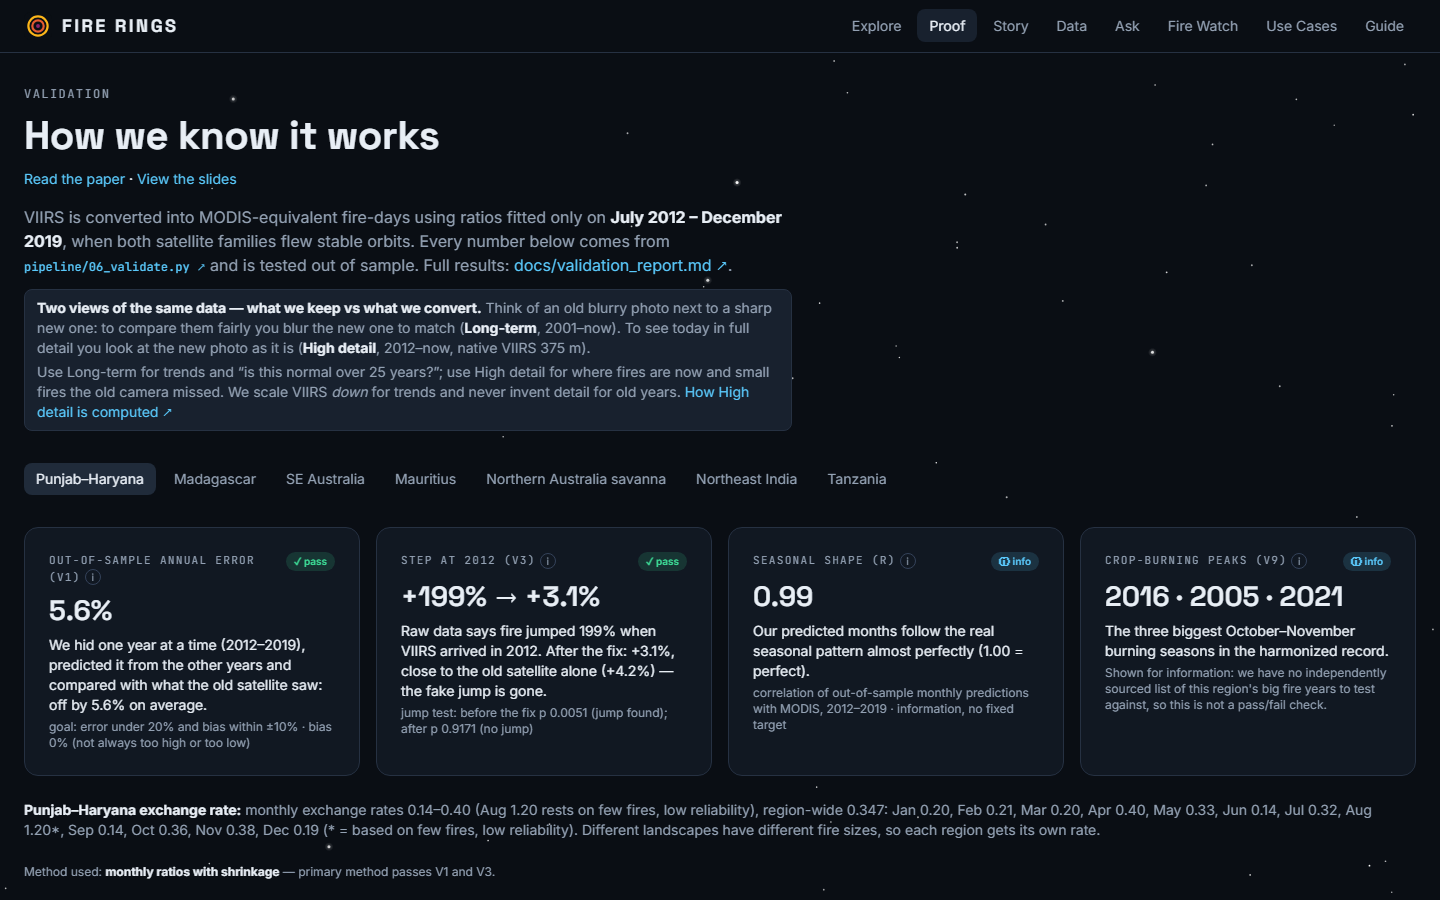 FIRE RINGS
Explore Proof Story Data Ask Fire Watch Use Cases Guide
VALIDATION
How we know it works
Read the paper · View the slides
VIIRS is converted into MODIS-equivalent fire-days using ratios fitted only on July 2012 – December
2019, when both satellite families flew stable orbits. Every number below comes from
pipeline/06_validate.py ↗ and is tested out of sample. Full results: docs/validation_report.md ↗.
Two views of the same data — what we keep vs what we convert. Think of an old blurry photo next to a sharp
new one: to compare them fairly you blur the new one to match (Long-term, 2001–now). To see today in full
detail you look at the new photo as it is (High detail, 2012–now, native VIIRS 375 m).
Use Long-term for trends and “is this normal over 25 years?”; use High detail for where fires are now and small
fires the old camera missed. We scale VIIRS down for trends and never invent detail for old years. How High
detail is computed ↗
Punjab–Haryana Madagascar SE Australia Mauritius Northern Australia savanna Northeast India Tanzania
OUT-OF-SAMPLE ANNUAL ERROR
(V1) i
✓ pass
5.6%
We hid one year at a time (2012–2019),
predicted it from the other years and
compared with what the old satellite saw:
off by 5.6% on average.
goal: error under 20% and bias within ±10% · bias
0% (not always too high or too low)
STEP AT 2012 (V3) i
✓ pass
+199% → +3.1%
Raw data says fire jumped 199% when
VIIRS arrived in 2012. After the fix: +3.1%,
close to the old satellite alone (+4.2%) —
the fake jump is gone.
jump test: before the fix p 0.0051 (jump found);
after p 0.9171 (no jump)
SEASONAL SHAPE (R) i
ⓘ info
0.99
Our predicted months follow the real
seasonal pattern almost perfectly (1.00 =
perfect).
correlation of out-of-sample monthly predictions
with MODIS, 2012–2019 · information, no fixed
target
CROP-BURNING PEAKS (V9) i
ⓘ info
2016 · 2005 · 2021
The three biggest October–November
burning seasons in the harmonized record.
Shown for information: we have no independently
sourced list of this region's big fire years to test
against, so this is not a pass/fail check.
Punjab–Haryana exchange rate: monthly exchange rates 0.14–0.40 (Aug 1.20 rests on few fires, low reliability), region-wide 0.347: Jan 0.20, Feb 0.21, Mar 0.20, Apr 0.40, May 0.33, Jun 0.14, Jul 0.32, Aug
1.20*, Sep 0.14, Oct 0.36, Nov 0.38, Dec 0.19 (* = based on few fires, low reliability). Different landscapes have different fire sizes, so each region gets its own rate.
Method used: monthly ratios with shrinkage — primary method passes V1 and V3.